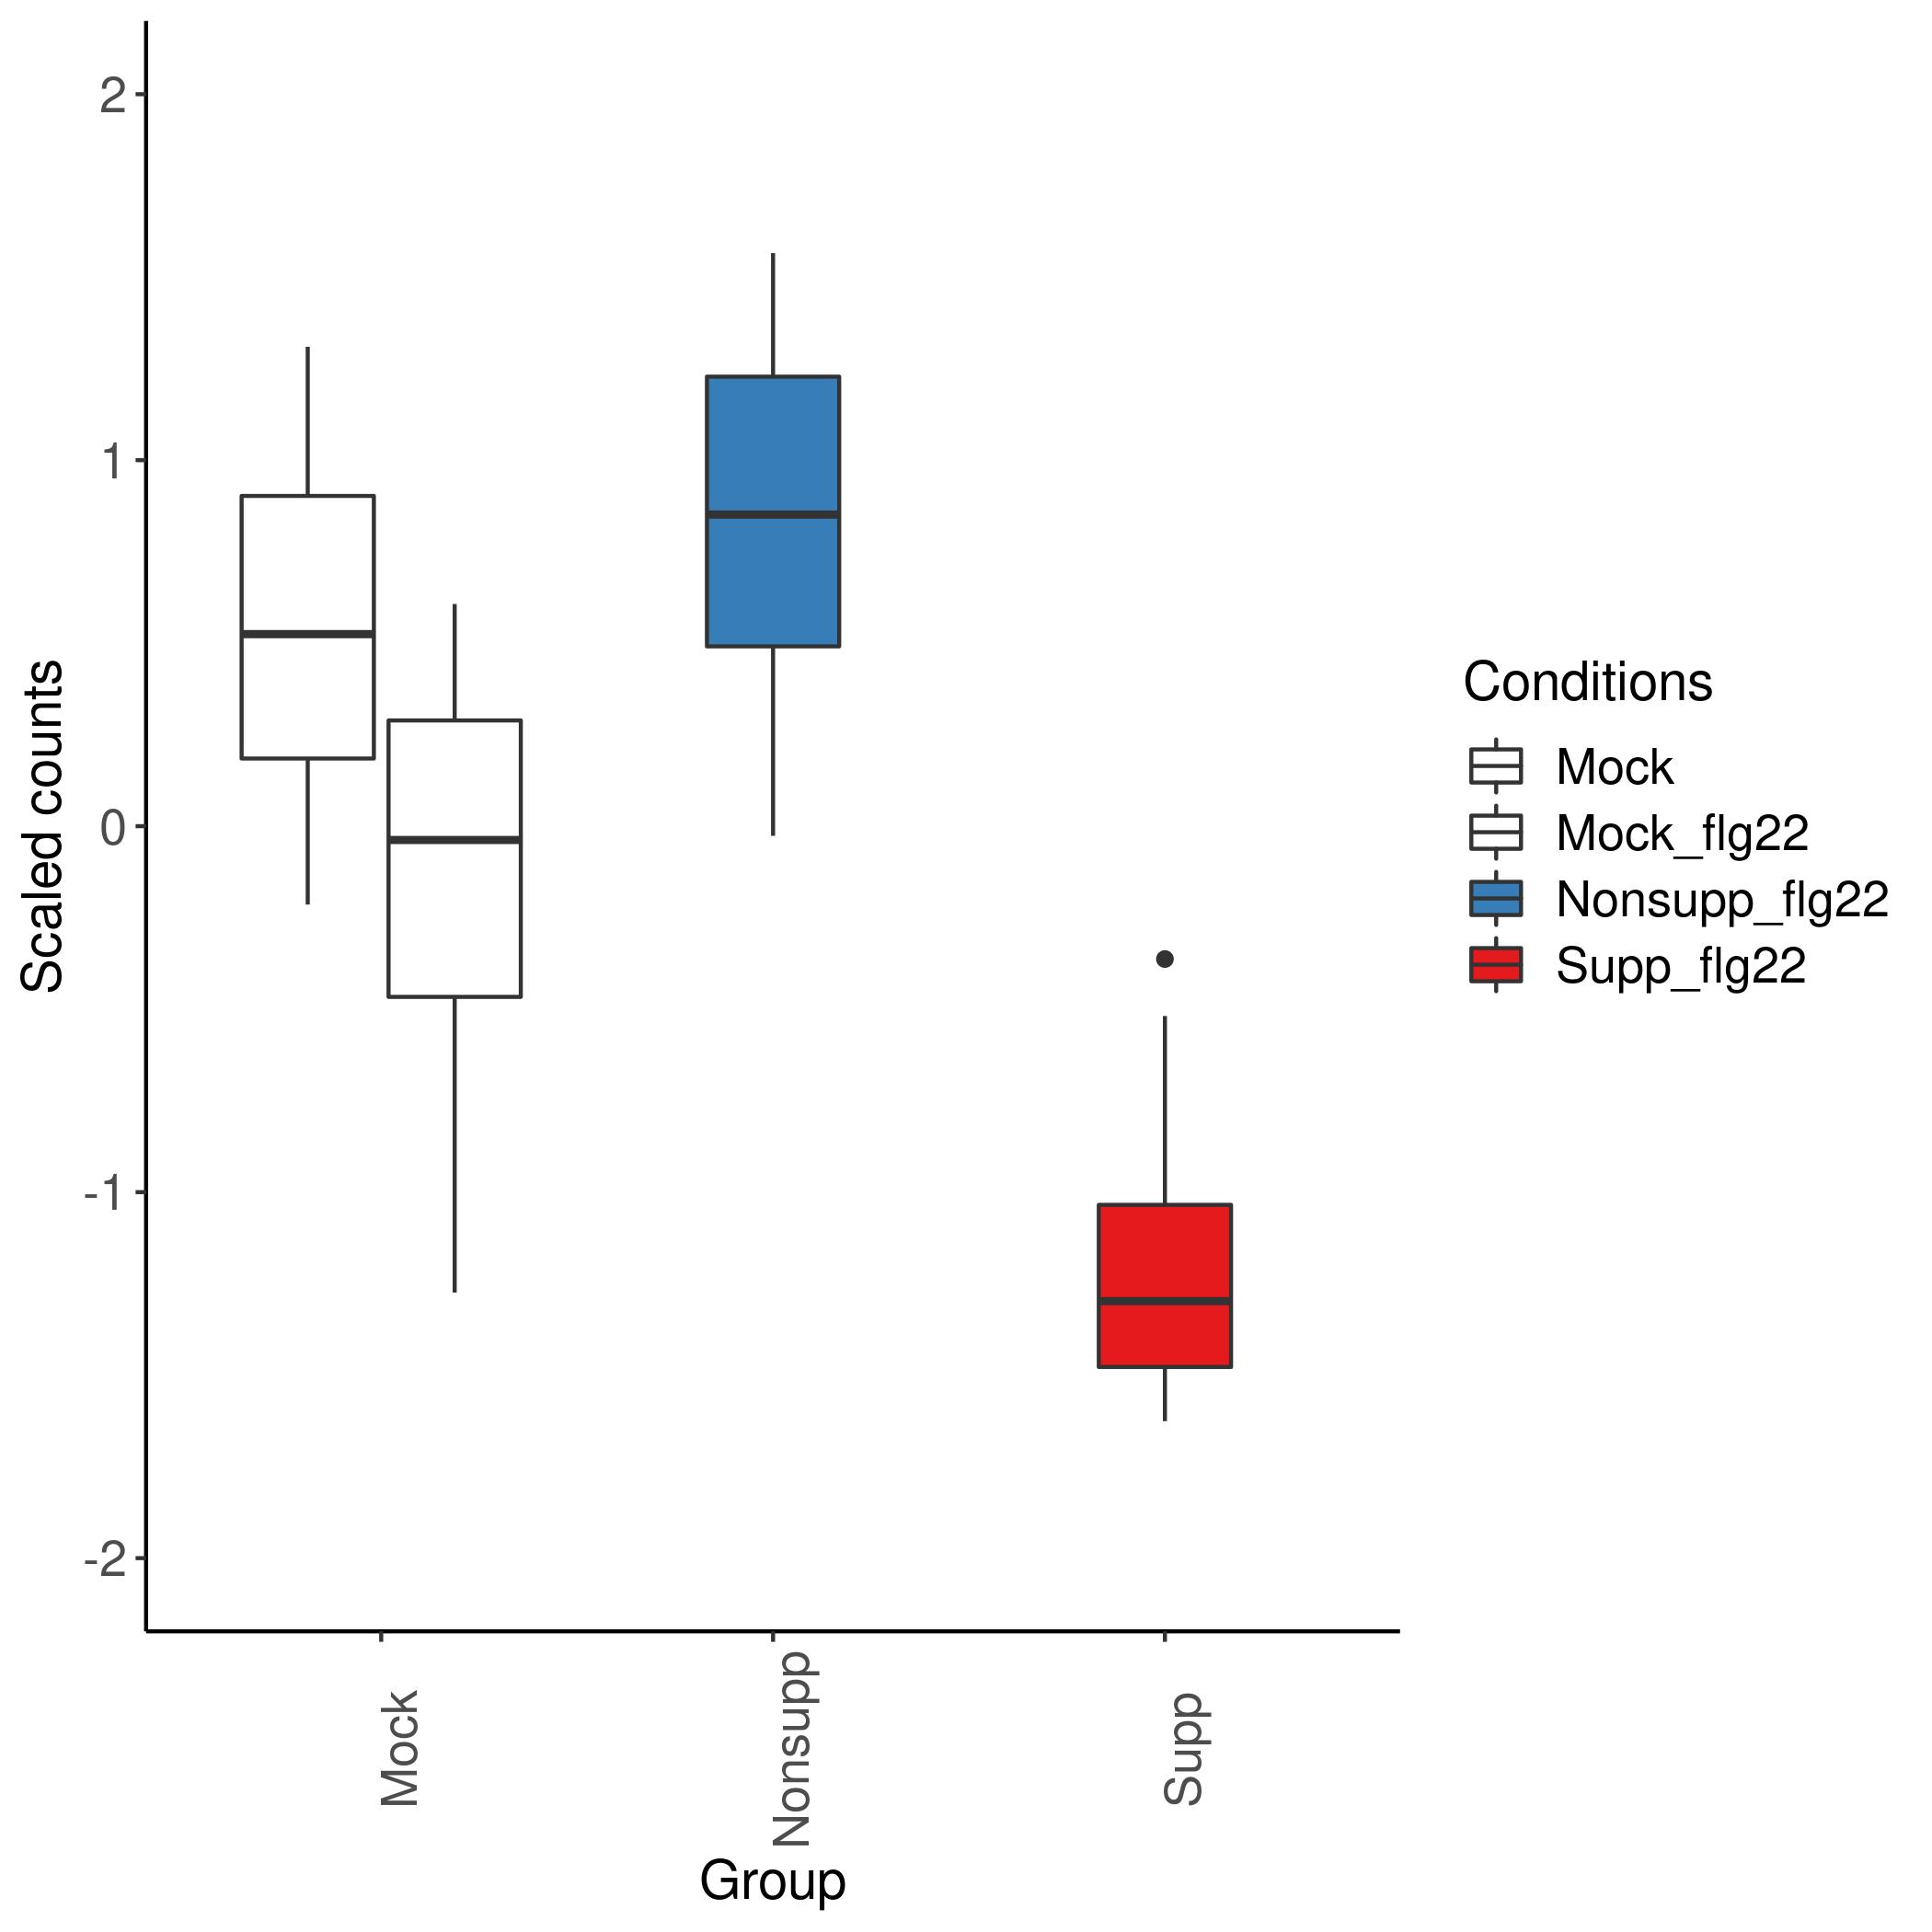 Scaled counts
2
1
0
-1
-2
Mock
Nonsupp
Supp
Group
Conditions
Mock
Mock_flg22
Nonsupp_flg22
Supp_flg22